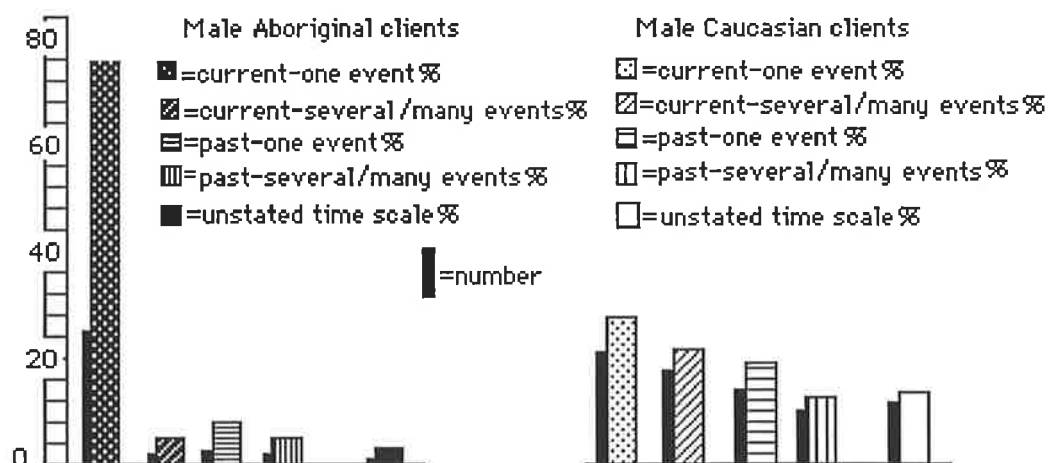 Male Aboriginal clients
=current-one event%
=current-several/many events%
=past-one event%
=past-several/many events%
=unstated time scale%
Male Caucasian clients
=current-one event%
=current-several/many events%
=past-one event %
=past-several/many events%
=unstated time scale%
=number
80
60
40
20
0